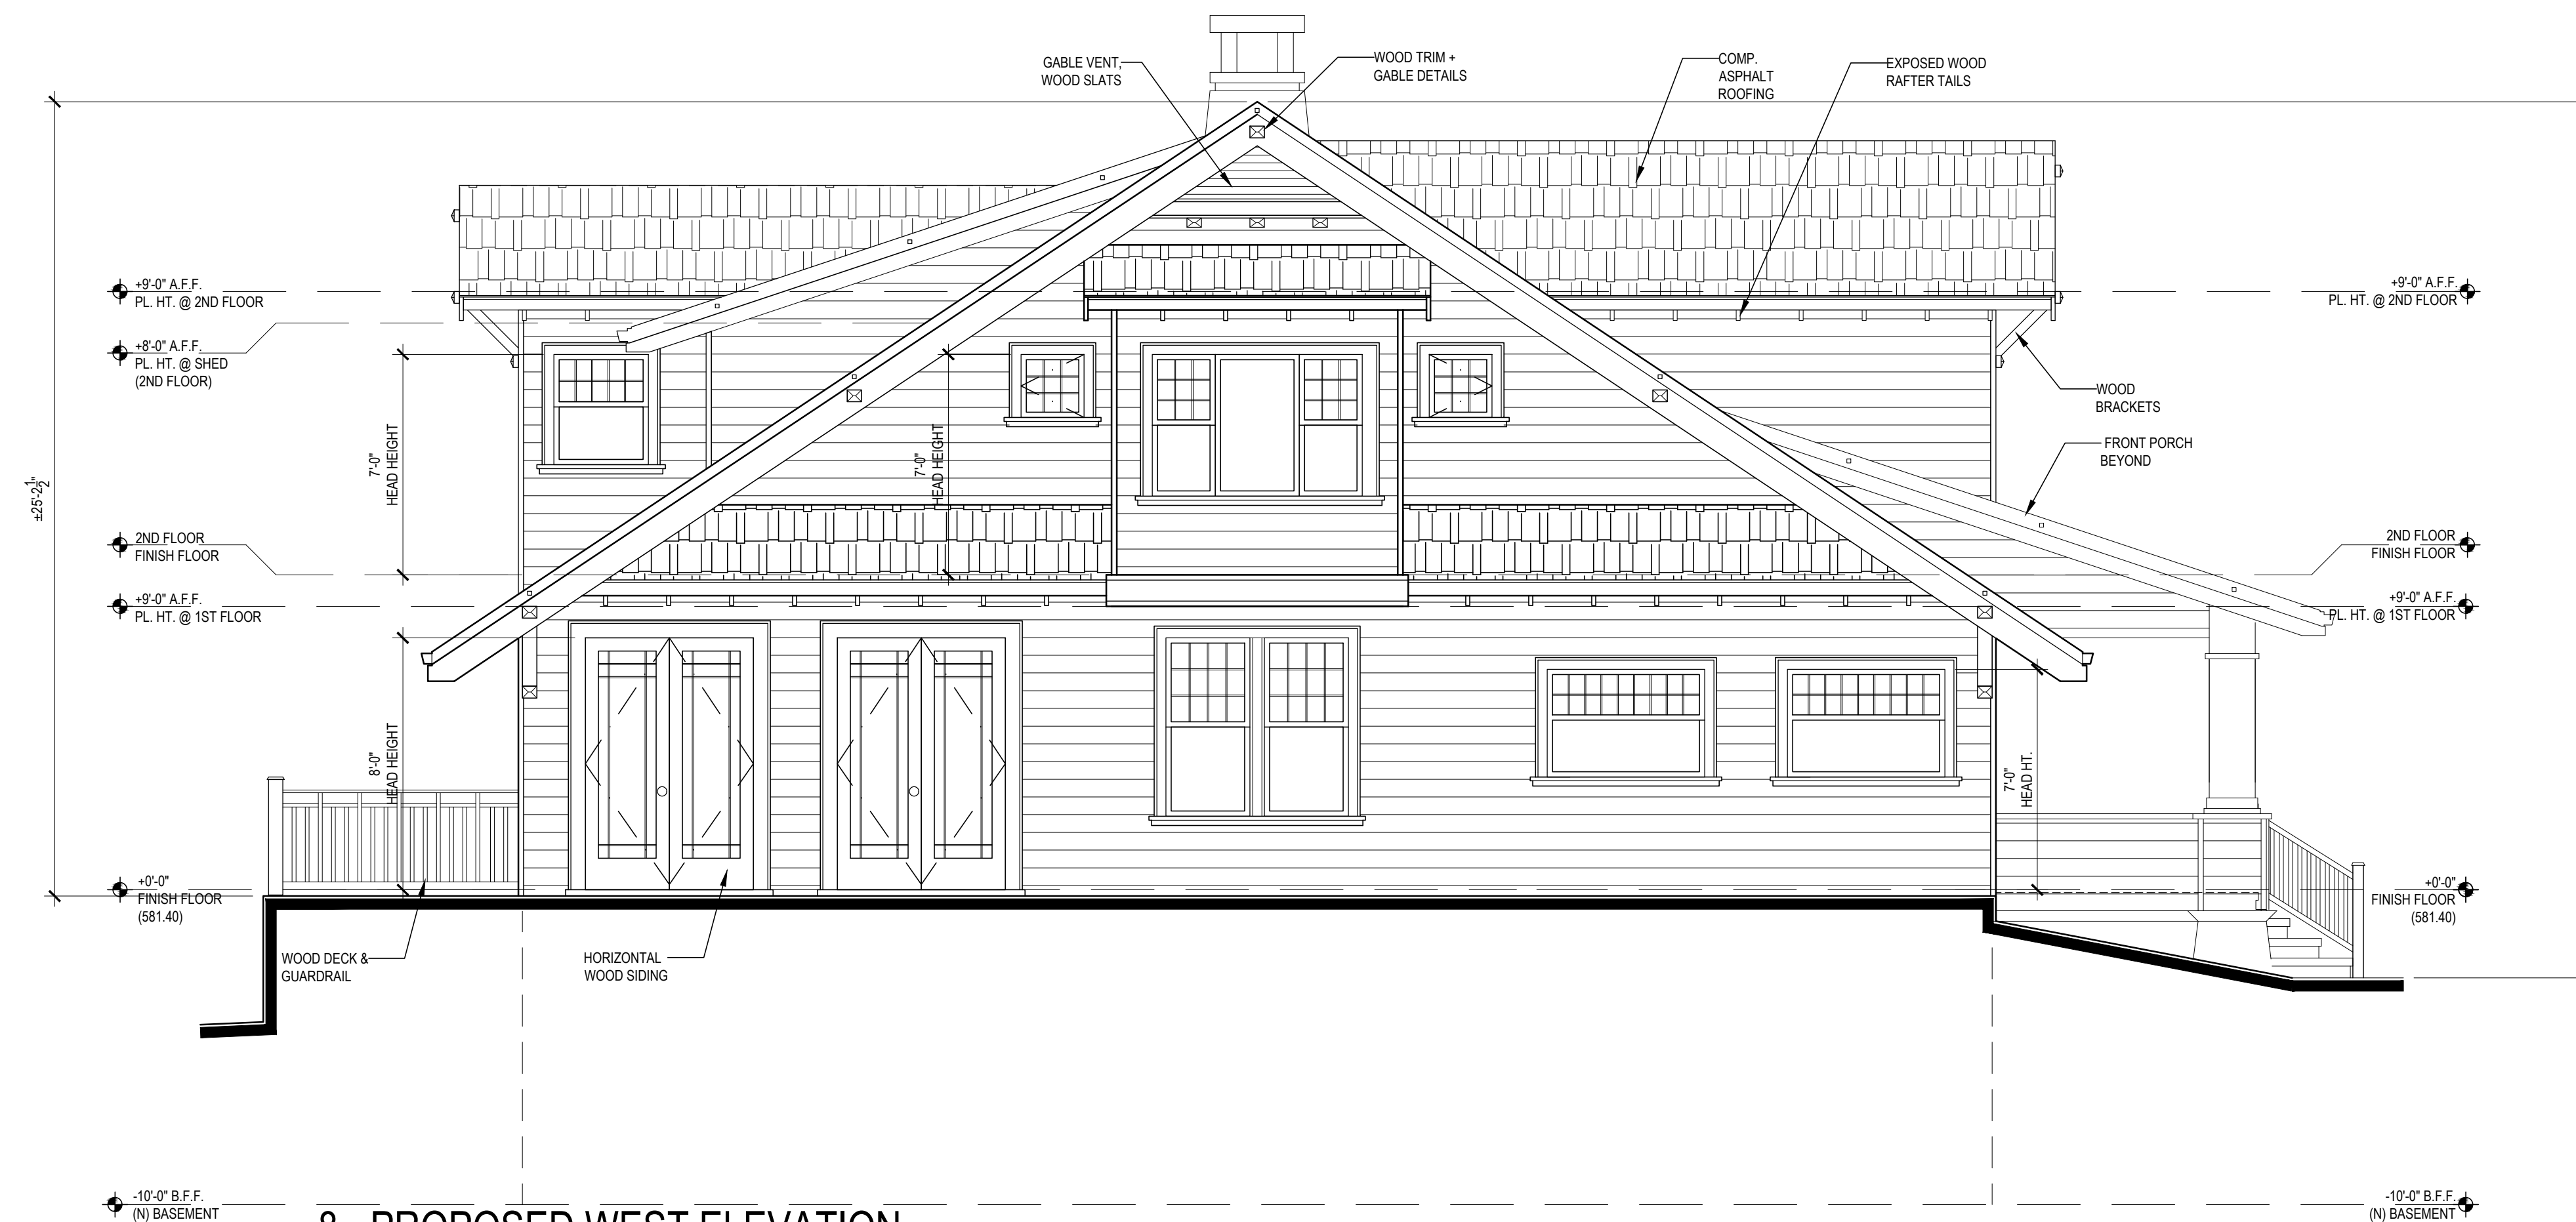 GABLE VENT,
WOOD SLATS
WOOD TRIM +
GABLE DETAILS
COMP.
ASPHALT
ROOFING
EXPOSED WOOD
RAFTER TAILS
+9'-0" A.F.F.
PL. HT. @ 2ND FLOOR
+9'-0" A.F.F.
PL. HT. @ 2ND FLOOR
+8'-0" A.F.F.
PL. HT. @ SHED
(2ND FLOOR)
WOOD
BRACKETS
7'-0"
HEAD HEIGHT
7'-0"
HEAD HEIGHT
FRONT PORCH
BEYOND
±25'-2 1/2"
2ND FLOOR
FINISH FLOOR
2ND FLOOR
FINISH FLOOR
+9'-0" A.F.F.
PL. HT. @ 1ST FLOOR
+9'-0" A.F.F.
PL. HT. @ 1ST FLOOR
8'-0"
HEAD HEIGHT
7'-0"
HEAD HT.
+0'-0"
FINISH FLOOR
(581.40)
+0'-0"
FINISH FLOOR
(581.40)
WOOD DECK &
GUARDRAIL
HORIZONTAL
WOOD SIDING
-10'-0" B.F.F.
(N) BASEMENT
-10'-0" B.F.F.
(N) BASEMENT
PROPOSED WEST ELEVATION